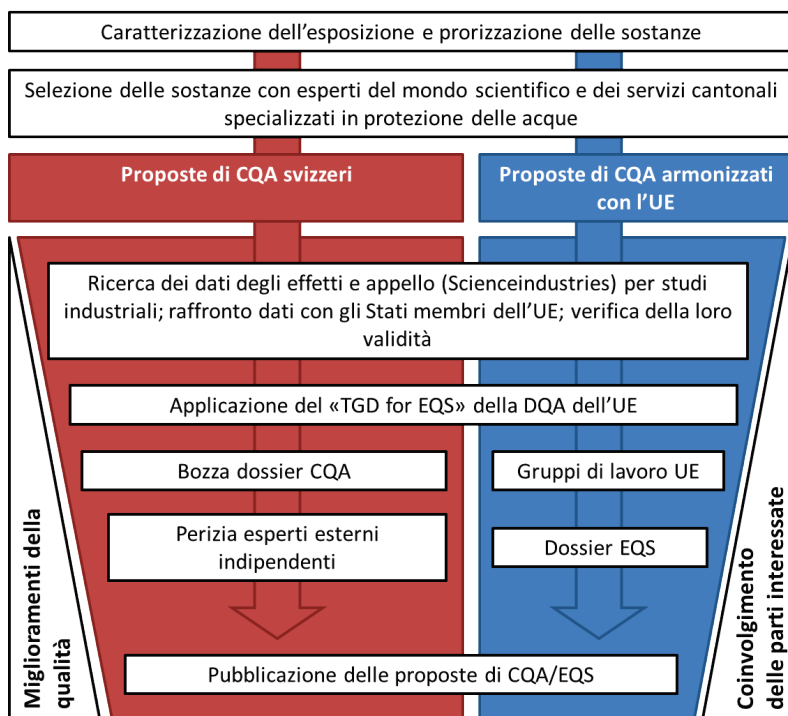 Caratterizzazione dell'esposizione e prorizzazione delle sostanze
Selezione delle sostanze con esperti del mondo scientifico e dei servizi cantonali
specializzati in protezione delle acque
Proposte di CQA svizzeri
Proposte di CQA armonizzati
con l'UE
Ricerca dei dati degli effetti e appello (Scienceindustries) per studi
industriali; raffronto dati con gli Stati membri dell'UE; verifica della loro
validità
Applicazione del «TGD for EQS» della DQA dell'UE
Bozza dossier CQA
Gruppi di lavoro UE
Perizia esperti esterni
indipendenti
Dossier EQS
Pubblicazione delle proposte di CQA/EQS
Miglioramenti della
qualità
Coinvolgimento
delle parti interessate